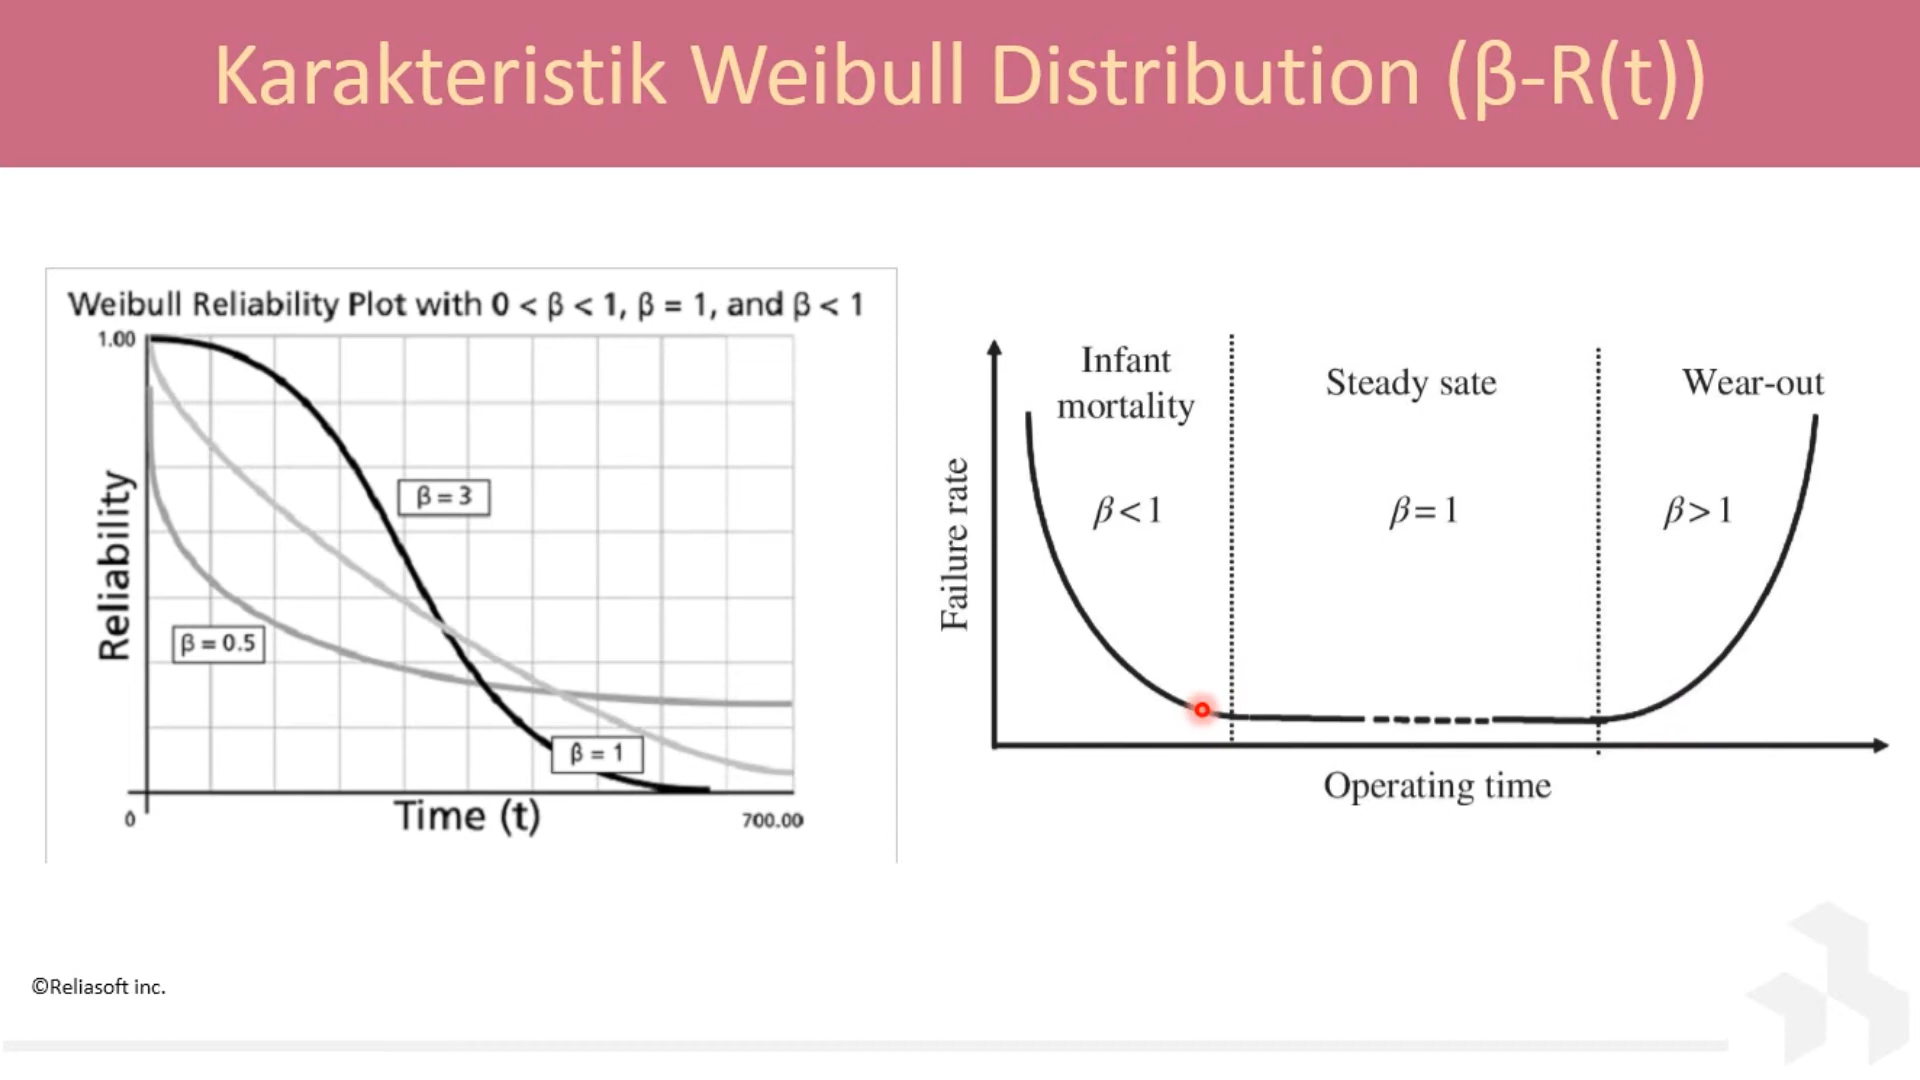 Karakteristik Weibull Distribution (β-R(t))
Weibull Reliability Plot with 0 < β < 1, β = 1, and β < 1
1.00
Reliability
β = 3
β = 0.5
β = 1
0
Time (t)
700.00
Infant
mortality
Steady sate
Wear-out
β<1
β=1
β>1
Failure rate
Operating time
©Reliasoft inc.